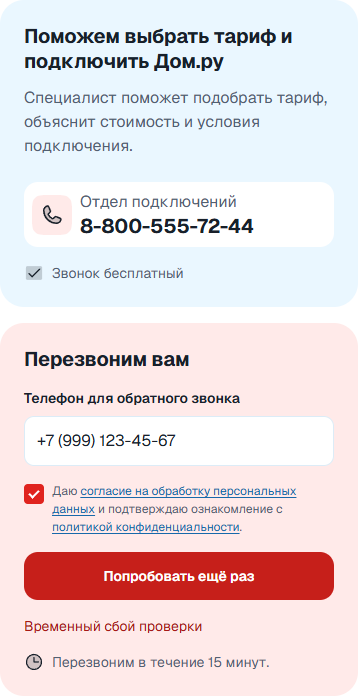 Поможем выбрать тариф и
подключить Дом.ру
Специалист поможет подобрать тариф,
объяснит стоимость и условия
подключения.
Отдел подключений
8-800-555-72-44
Звонок бесплатный
Перезвоним вам
Телефон для обратного звонка
+7 (999) 123-45-67
Даю согласие на обработку персональных
данных и подтверждаю ознакомление с
политикой конфиденциальности.
Попробовать ещё раз
Временный сбой проверки
Перезвоним в течение 15 минут.